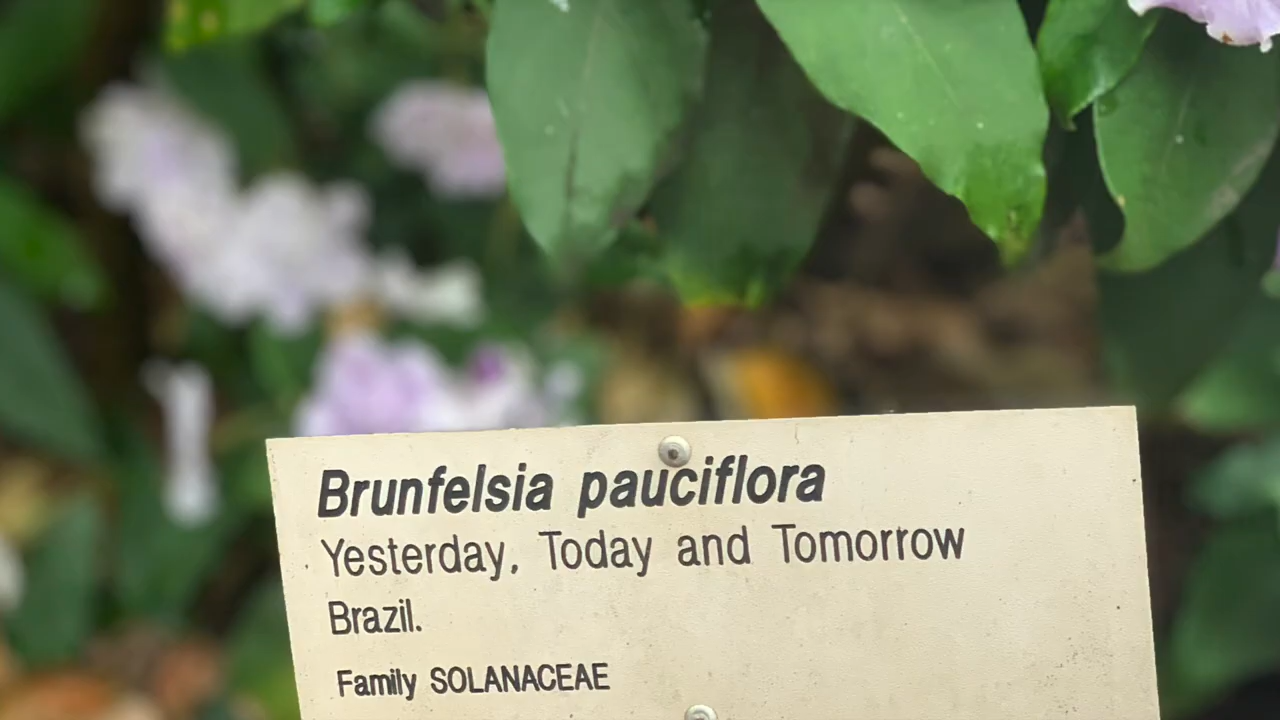 Brunfelsia pauciflora
Yesterday, Today and Tomorrow
Brazil.
Family SOLANACEAE